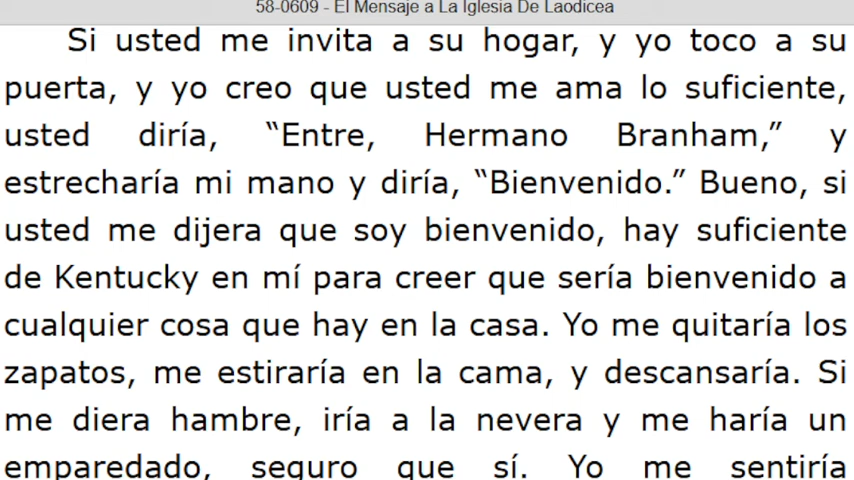 58-0609 - El Mensaje a La Iglesia De Laodicea
Si usted me invita a su hogar, y yo toco a su
puerta, y yo creo que usted me ama lo suficiente,
usted diría, “Entre, Hermano Branham,” y
estrecharía mi mano y diría, “Bienvenido.” Bueno, si
usted me dijera que soy bienvenido, hay suficiente
de Kentucky en mí para creer que sería bienvenido a
cualquier cosa que hay en la casa. Yo me quitaría los
zapatos, me estiraría en la cama, y descansaría. Si
me diera hambre, iría a la nevera y me haría un
emparedado, seguro que sí. Yo me sentiría